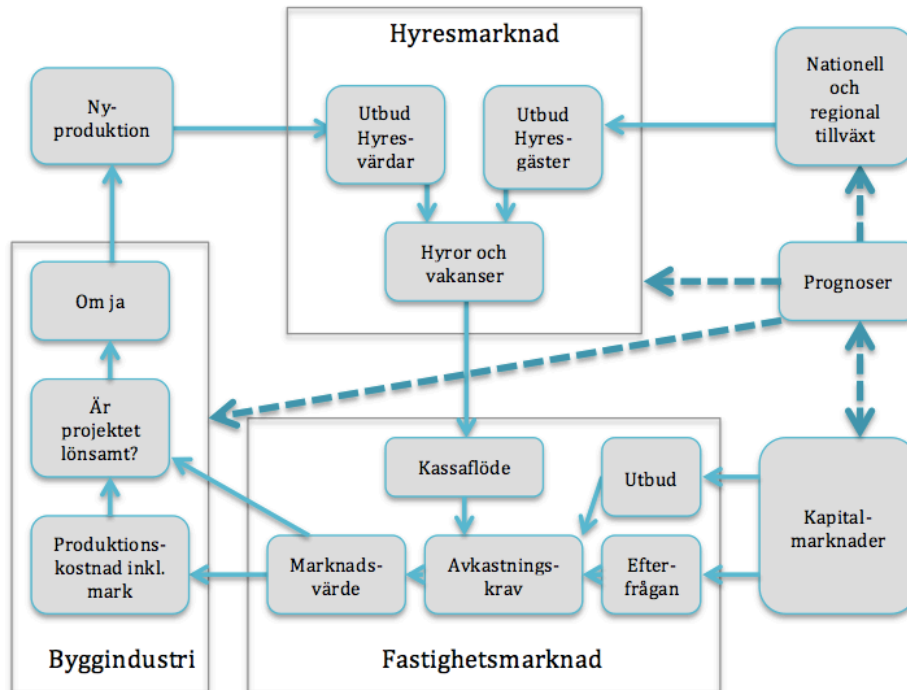 Hyresmarknad
Ny-
produktion
Utbud
Hyres-
värdar
Utbud
Hyres-
gäster
Nationell
och
regional
tillväxt
Hyror och
vakanser
Prognoser
Om ja
Är
projektet
lönsamt?
Produktions-
kostnad inkl.
mark
Byggindustri
Kassaflöde
Utbud
Marknads-
värde
Avkastnings-
krav
Efter-
frågan
Kapital-
marknader
Fastighetsmarknad